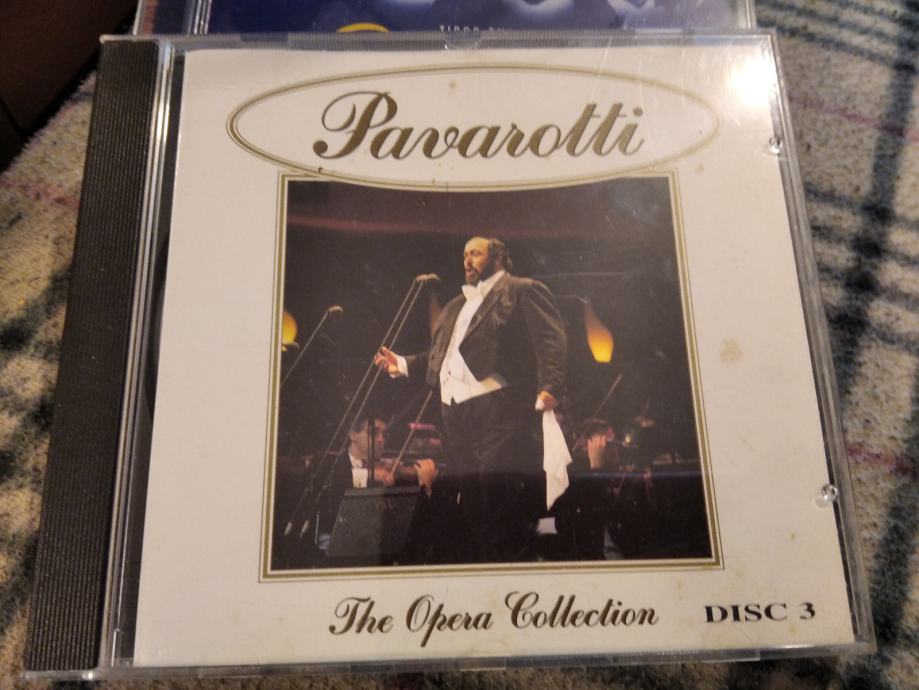 Pavarotti
The Opera Collection
DISC 3